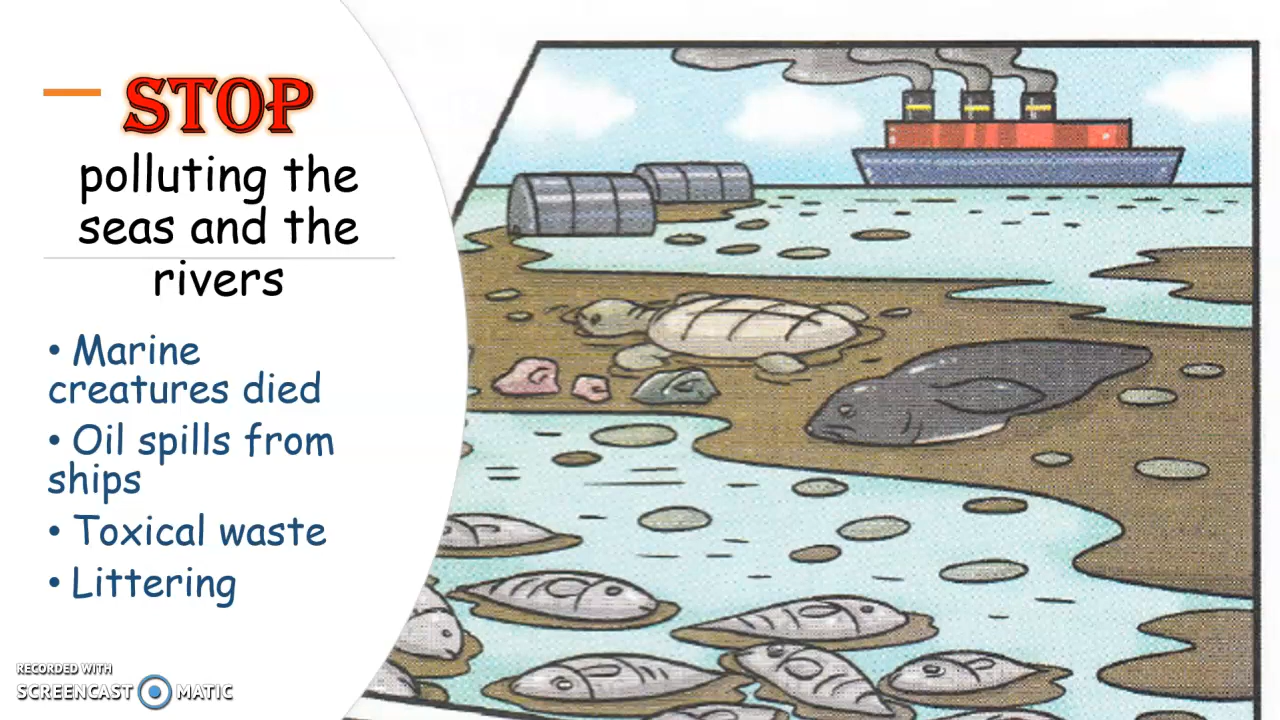 STOP
polluting the
seas and the
rivers
• Marine
creatures died
• Oil spills from
ships
• Toxical waste
• Littering
RECORDED WITH
SCREENCAST MATIC